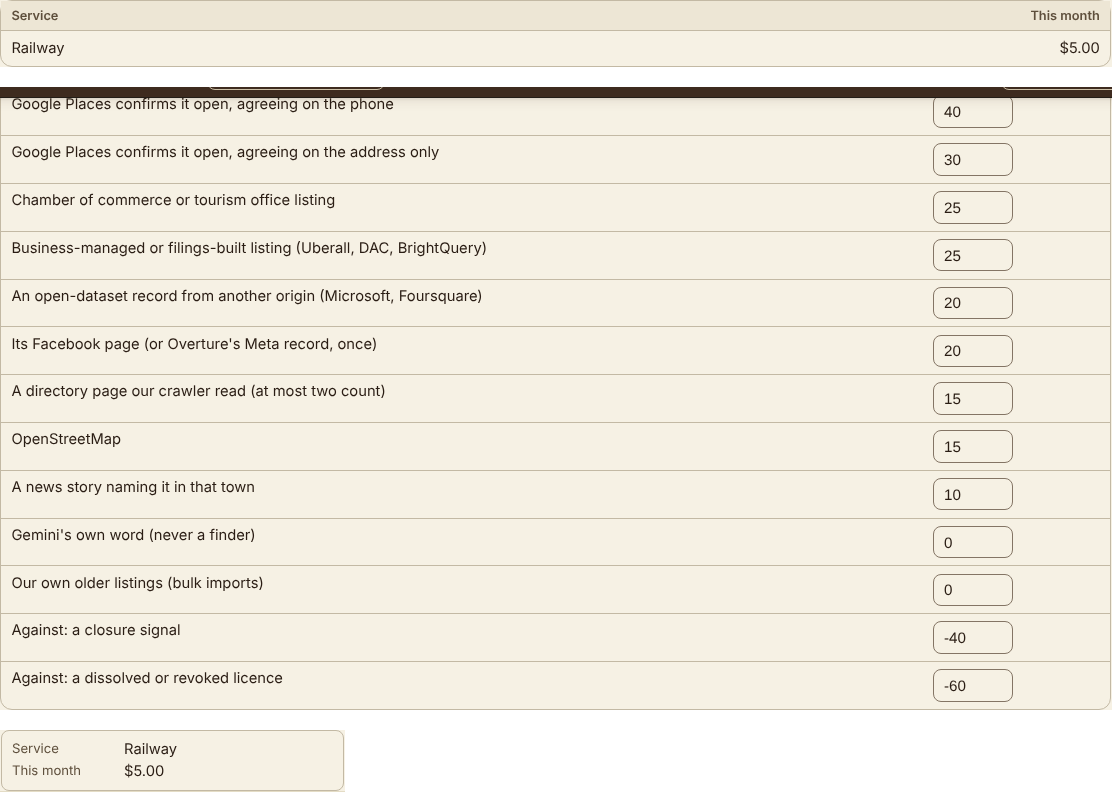 Service This month
Railway $5.00
Google Places confirms it open, agreeing on the phone 40
Google Places confirms it open, agreeing on the address only 30
Chamber of commerce or tourism office listing 25
Business-managed or filings-built listing (Uberall, DAC, BrightQuery) 25
An open-dataset record from another origin (Microsoft, Foursquare) 20
Its Facebook page (or Overture's Meta record, once) 20
A directory page our crawler read (at most two count) 15
OpenStreetMap 15
A news story naming it in that town 10
Gemini's own word (never a finder) 0
Our own older listings (bulk imports) 0
Against: a closure signal -40
Against: a dissolved or revoked licence -60
Service Railway
This month $5.00